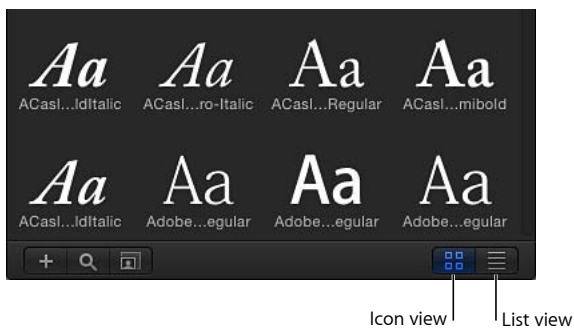 Aa Aa Aa Aa
ACasl...ldItalic ACasl...ro-Italic ACasl...Regular ACasl...mibold
Aa Aa Aa Aa
ACasl...ldItalic Adobe...egular Adobe...egular Adobe...egular
Icon view List view